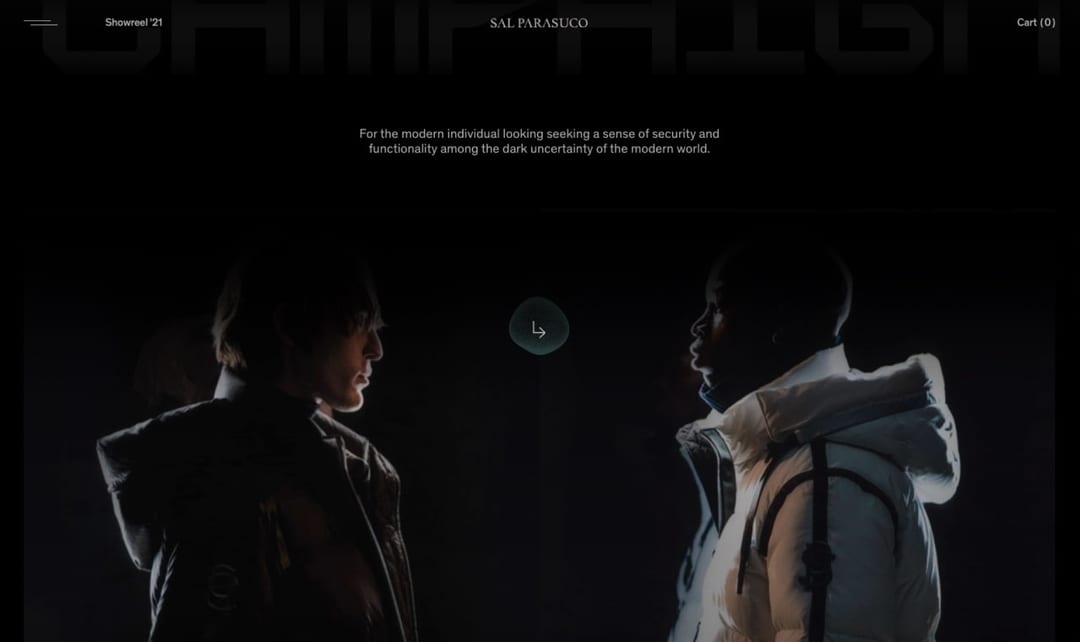 Showreel '21
SAL PARASUCO
Cart (0)
CAMPAIGN
For the modern individual looking seeking a sense of security and
functionality among the dark uncertainty of the modern world.